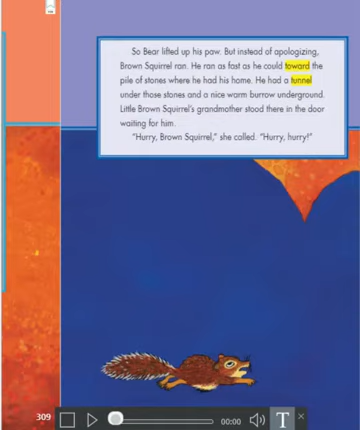 So Bear lifted up his paw. But instead of apologizing,
Brown Squirrel ran. He ran as fast as he could toward the
pile of stones where he had his home. He had a tunnel
under those stones and a nice warm burrow underground.
Little Brown Squirrel's grandmother stood there in the door
waiting for him.
"Hurry, Brown Squirrel," she called. "Hurry, hurry!"
309
00:00
T